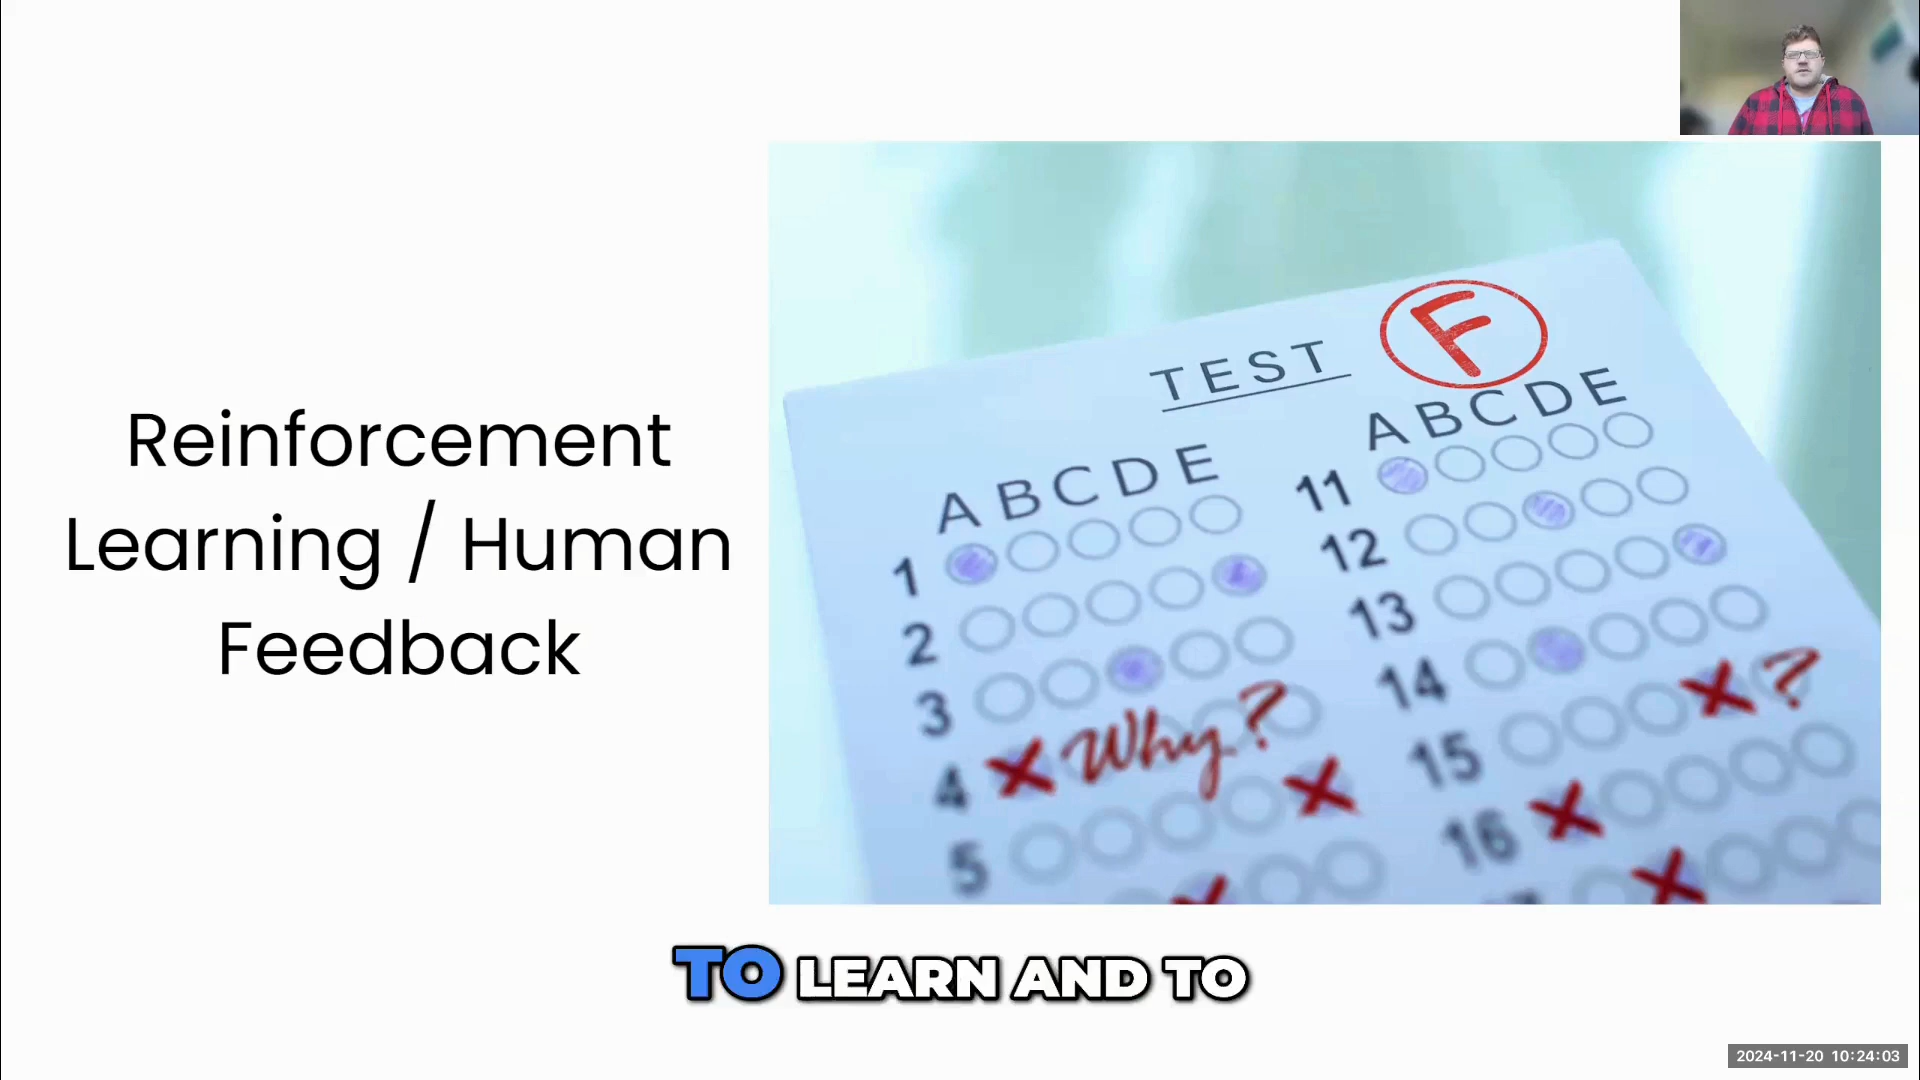 Reinforcement
Learning / Human
Feedback
TEST F
A B C D E
1
2
3
4 Why?
5
A B C D E
11
12
13
14
15 ?
16
TO LEARN AND TO
2024-11-20 10:24:03